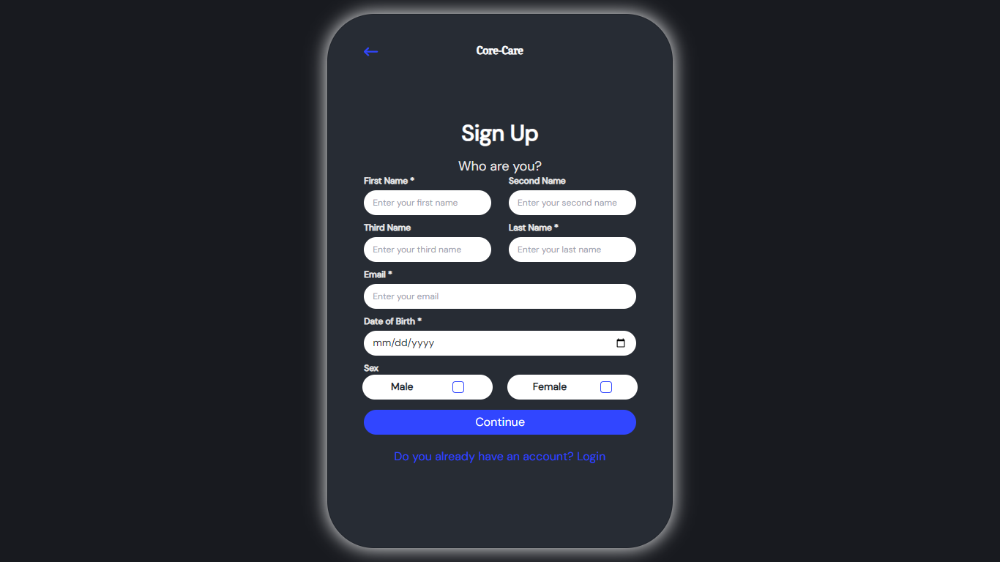 Core-Care
Sign Up
Who are you?
First Name * Second Name
Enter your first name Enter your second name
Third Name Last Name *
Enter your third name Enter your last name
Email *
Enter your email
Date of Birth *
mm/dd/yyyy
Sex
Male Female
Continue
Do you already have an account? Login